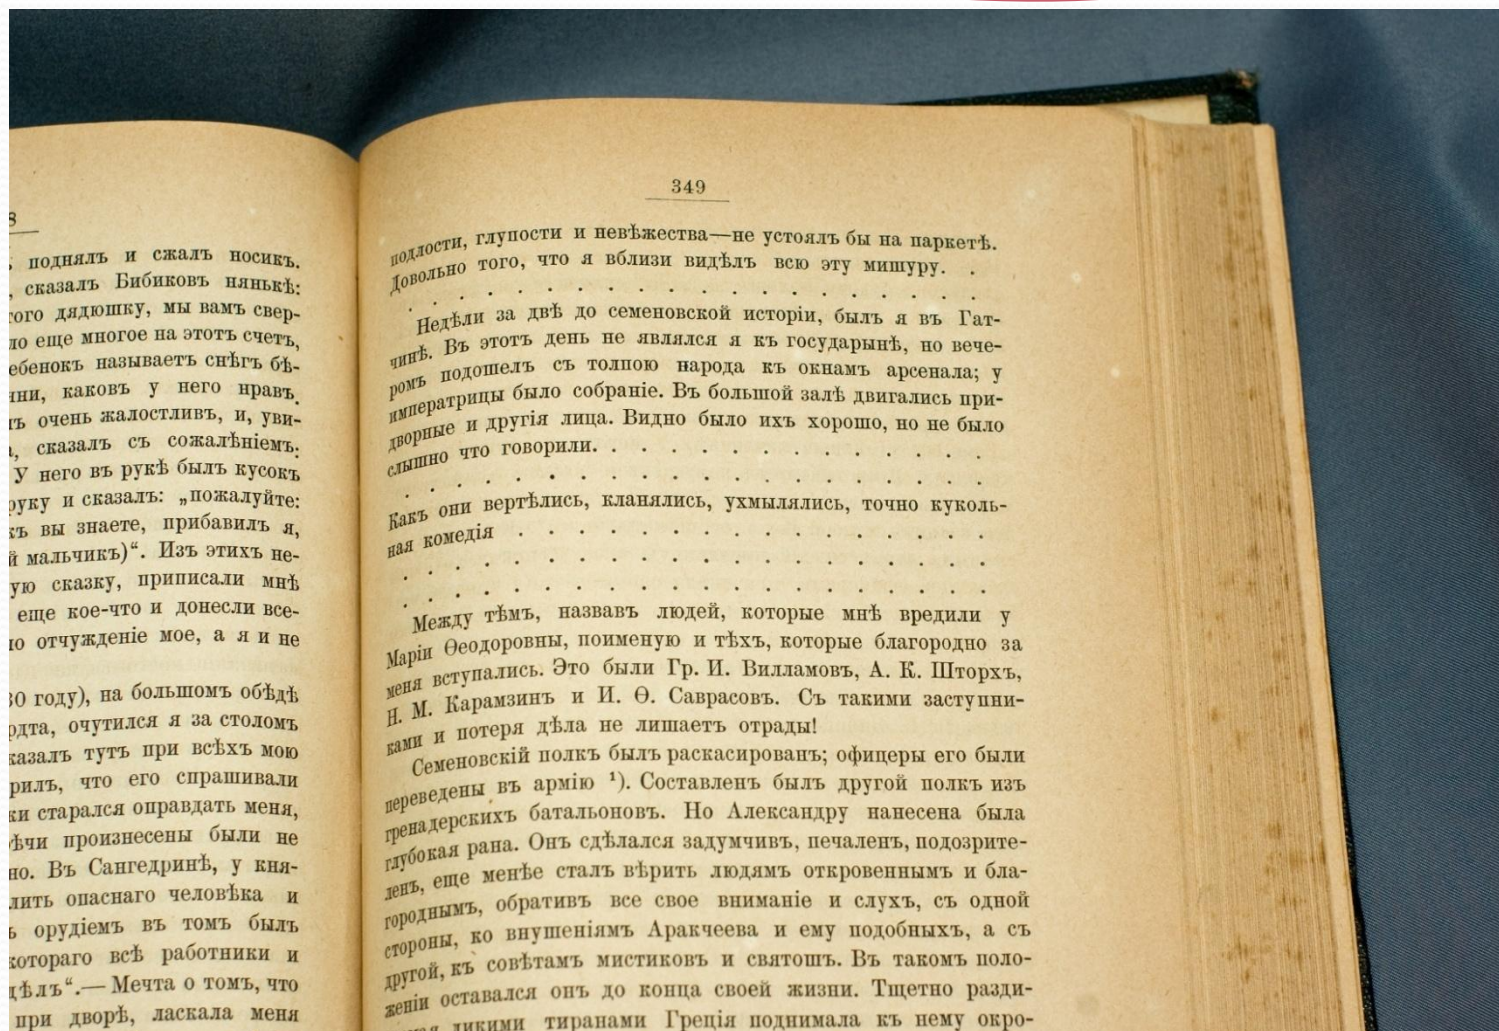 8
поднялъ и сжалъ носикъ.
сказалъ Бибиковъ нянькѣ:
дядюшку, мы вамъ свер-
еще многое на этотъ счетъ,
называетъ снѣгъ бѣ-
каковъ у него нравъ.
очень жалостливъ, и, уви-
сказалъ съ сожалѣніемъ:
У него въ рукѣ былъ кусокъ
и сказалъ: „пожалуйте:
вы знаете, прибавилъ я,
мальчикъ)“. Изъ этихъ не-
сказку, приписали мнѣ
еще кое-что и донесли все-
отчужденіе мое, а я и не
году), на большомъ обѣдѣ
очутился я за столомъ
тутъ при всѣхъ мою
что его спрашивали
старался оправдать меня,
произнесены были не
Въ Сангедринѣ, у кня-
опаснаго человѣка и
орудіемъ въ томъ былъ
всѣ работники и
Мечта о томъ, что
при дворѣ, ласкала меня
349
подлости, глупости и невѣжества—не устоялъ бы на паркетѣ.
Довольно того, что я вблизи видѣлъ всю эту мишуру. .
. . . . . . . . . . . . . . . . . . . .
Недѣли за двѣ до семеновской исторіи, былъ я въ Гат-
чинѣ. Въ этотъ день не являлся я къ государынѣ, но вече-
ромъ подошелъ съ толпою народа къ окнамъ арсенала; у
императрицы было собраніе. Въ большой залѣ двигались при-
дворные и другія лица. Видно было ихъ хорошо, но не было
слышно что говорили. . . . . . . . . . . . . .
. . . . . . . . . . . . . . . . . . . .
Какъ они вертѣлись, кланялись, ухмылялись, точно куколь-
ная комедія . . . . . . . . . . . . . . . .
. . . . . . . . . . . . . . . . . . . .
. . . . . . . . . . . . . . . . . . . .
Между тѣмъ, назвавъ людей, которые мнѣ вредили у
Маріи Ѳеодоровны, поименую и тѣхъ, которые благородно за
меня вступались. Это были Гр. И. Вилламовъ, А. К. Шторхъ,
Н. М. Карамзинъ и И. Ѳ. Саврасовъ. Съ такими заступни-
ками и потеря дѣла не лишаетъ отрады!
Семеновскій полкъ былъ раскасированъ; офицеры его были
переведены въ армію ¹). Составленъ былъ другой полкъ изъ
гренадерскихъ батальоновъ. Но Александру нанесена была
глубокая рана. Онъ сдѣлался задумчивъ, печаленъ, подозрите-
ленъ, еще менѣе сталъ вѣрить людямъ откровеннымъ и бла-
городнымъ, обративъ все свое вниманіе и слухъ, съ одной
стороны, ко внушеніямъ Аракчеева и ему подобныхъ, а съ
другой, къ совѣтамъ мистиковъ и святошъ. Въ такомъ поло-
женіи оставался онъ до конца своей жизни. Тщетно разди-
дикими тиранами Греція поднимала къ нему окро-